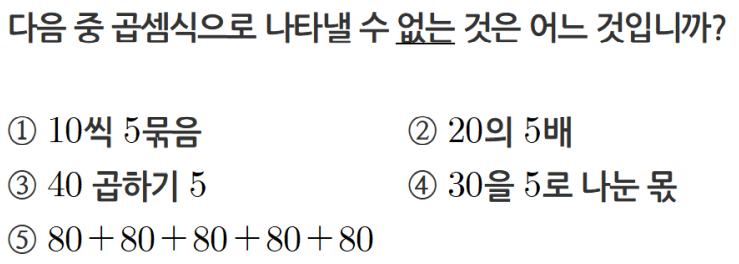 다음 중 곱셈식으로 나타낼 수 없는 것은 어느 것입니까?
① 10씩 5묶음 ② 20의 5배
③ 40 곱하기 5 ④ 30을 5로 나눈 몫
⑤ 80+80+80+80+80